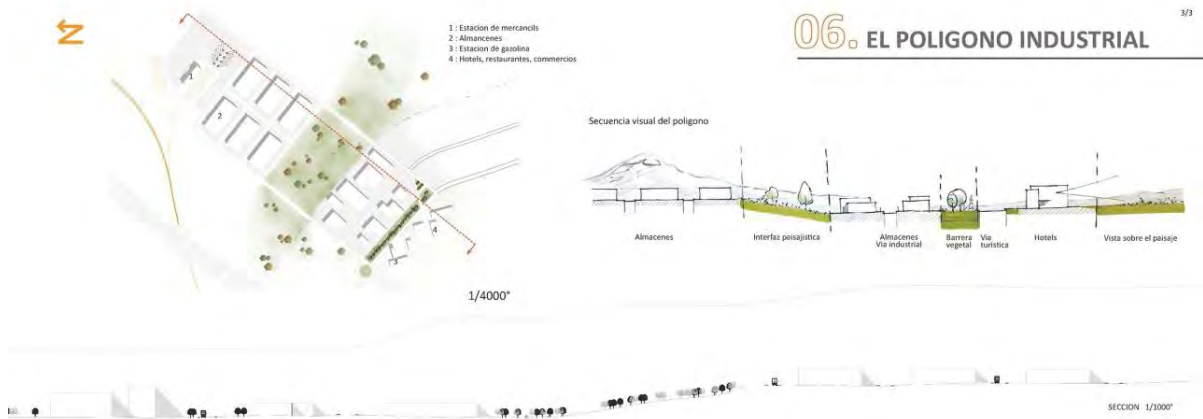 3/3
06. EL POLIGONO INDUSTRIAL
1 : Estacion de mercancils
2 : Almancenes
3 : Estacion de gazolina
4 : Hotels, restaurantes, commercios
N
1
2
3
4
1/4000°
Secuencia visual del poligono
Almacenes
Interfaz paisajistica
Almacenes
Via industrial
Barrera
vegetal
Via
turistica
Hotels
Vista sobre el paisaje
SECCION 1/1000°